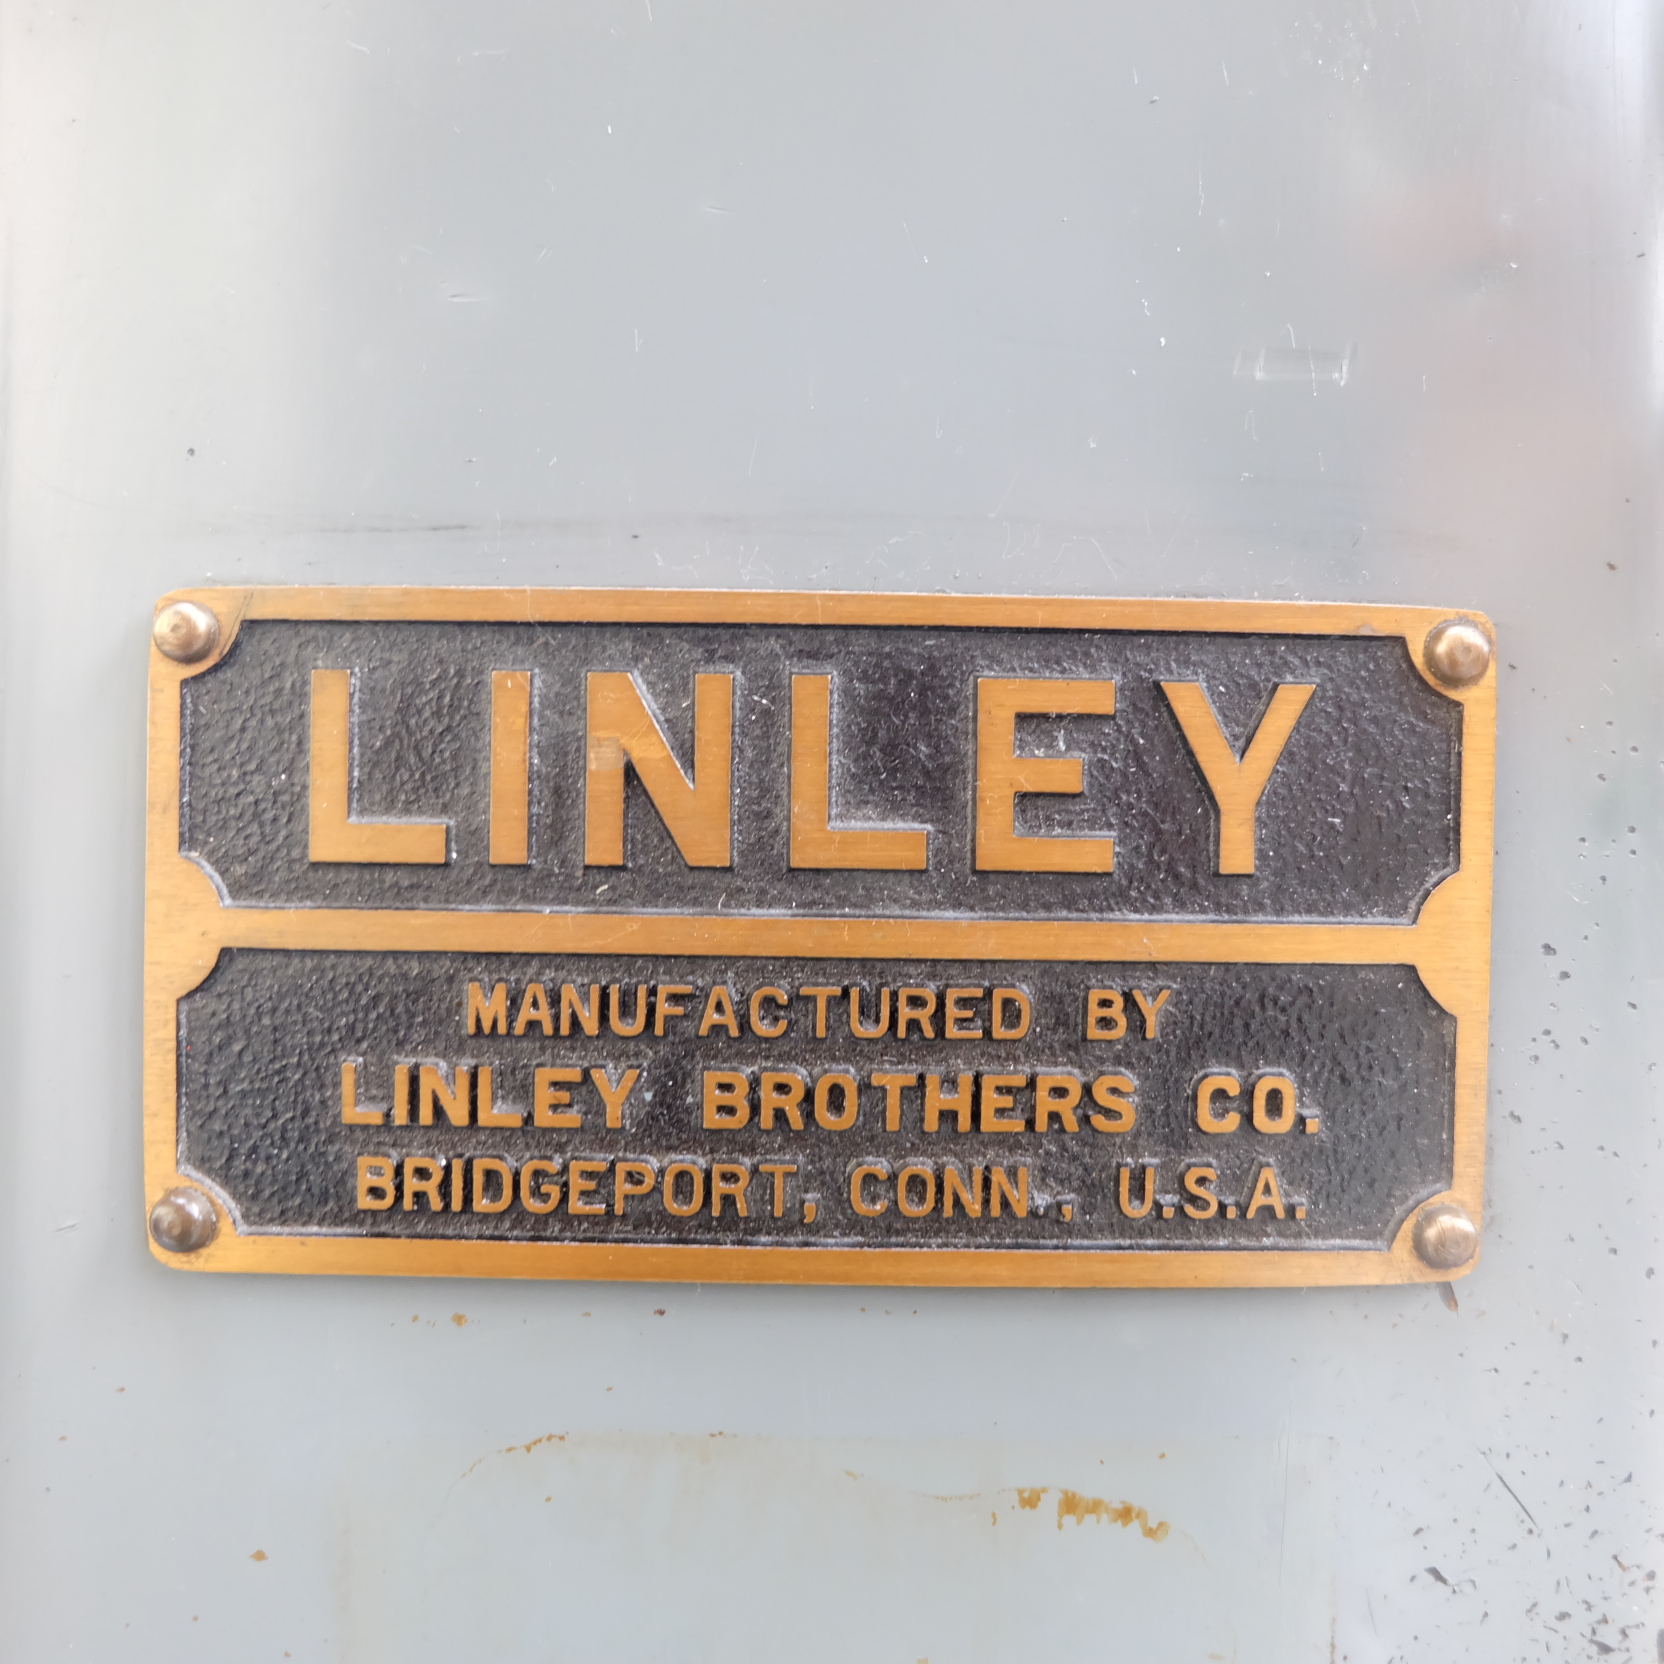 LINLEY
MANUFACTURED BY
LINLEY BROTHERS CO.
BRIDGEPORT, CONN., U.S.A.